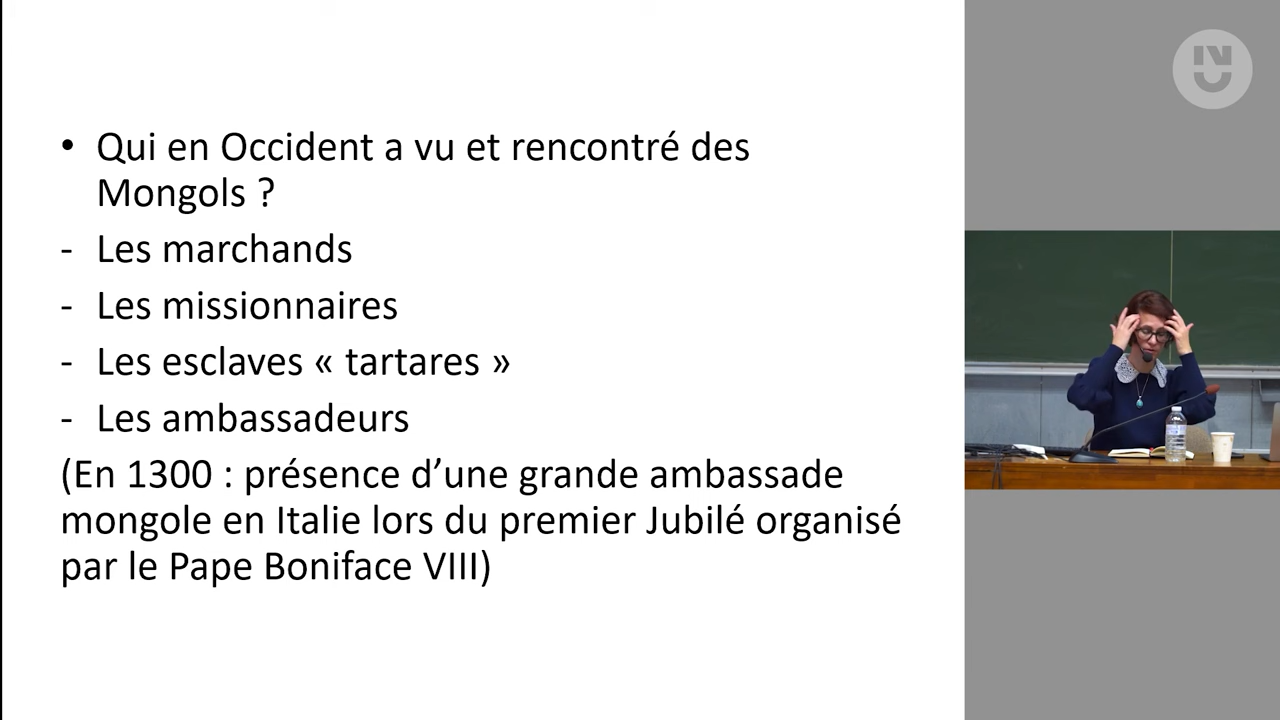 • Qui en Occident a vu et rencontré des
Mongols ?
- Les marchands
- Les missionnaires
- Les esclaves « tartares »
- Les ambassadeurs
(En 1300 : présence d’une grande ambassade
mongole en Italie lors du premier Jubilé organisé
par le Pape Boniface VIII)